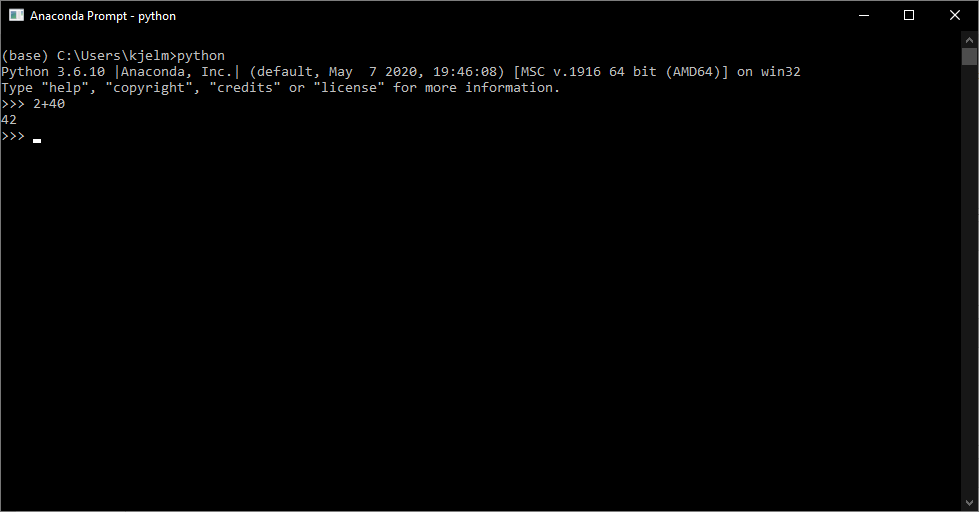 Anaconda Prompt - python
(base) C:\Users\kjelm>python
Python 3.6.10 |Anaconda, Inc.| (default, May  7 2020, 19:46:08) [MSC v.1916 64 bit (AMD64)] on win32
Type "help", "copyright", "credits" or "license" for more information.
>>> 2+40
42
>>>